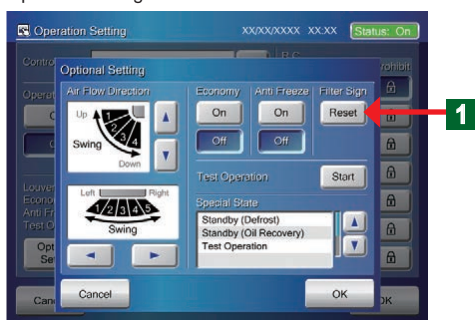 Operation Setting XX/XX/XXXX XX:XX Status: On
Optional Setting
Air Flow Direction Economy Anti Freeze Filter Sign
Up On On Reset 1
1 2 3 4
Swing Off Off
Down
Test Operation Start
Left Right
Special State
1/2/3/4/5
Swing
Standby (Defrost)
Standby (Oil Recovery)
Test Operation
Cancel OK